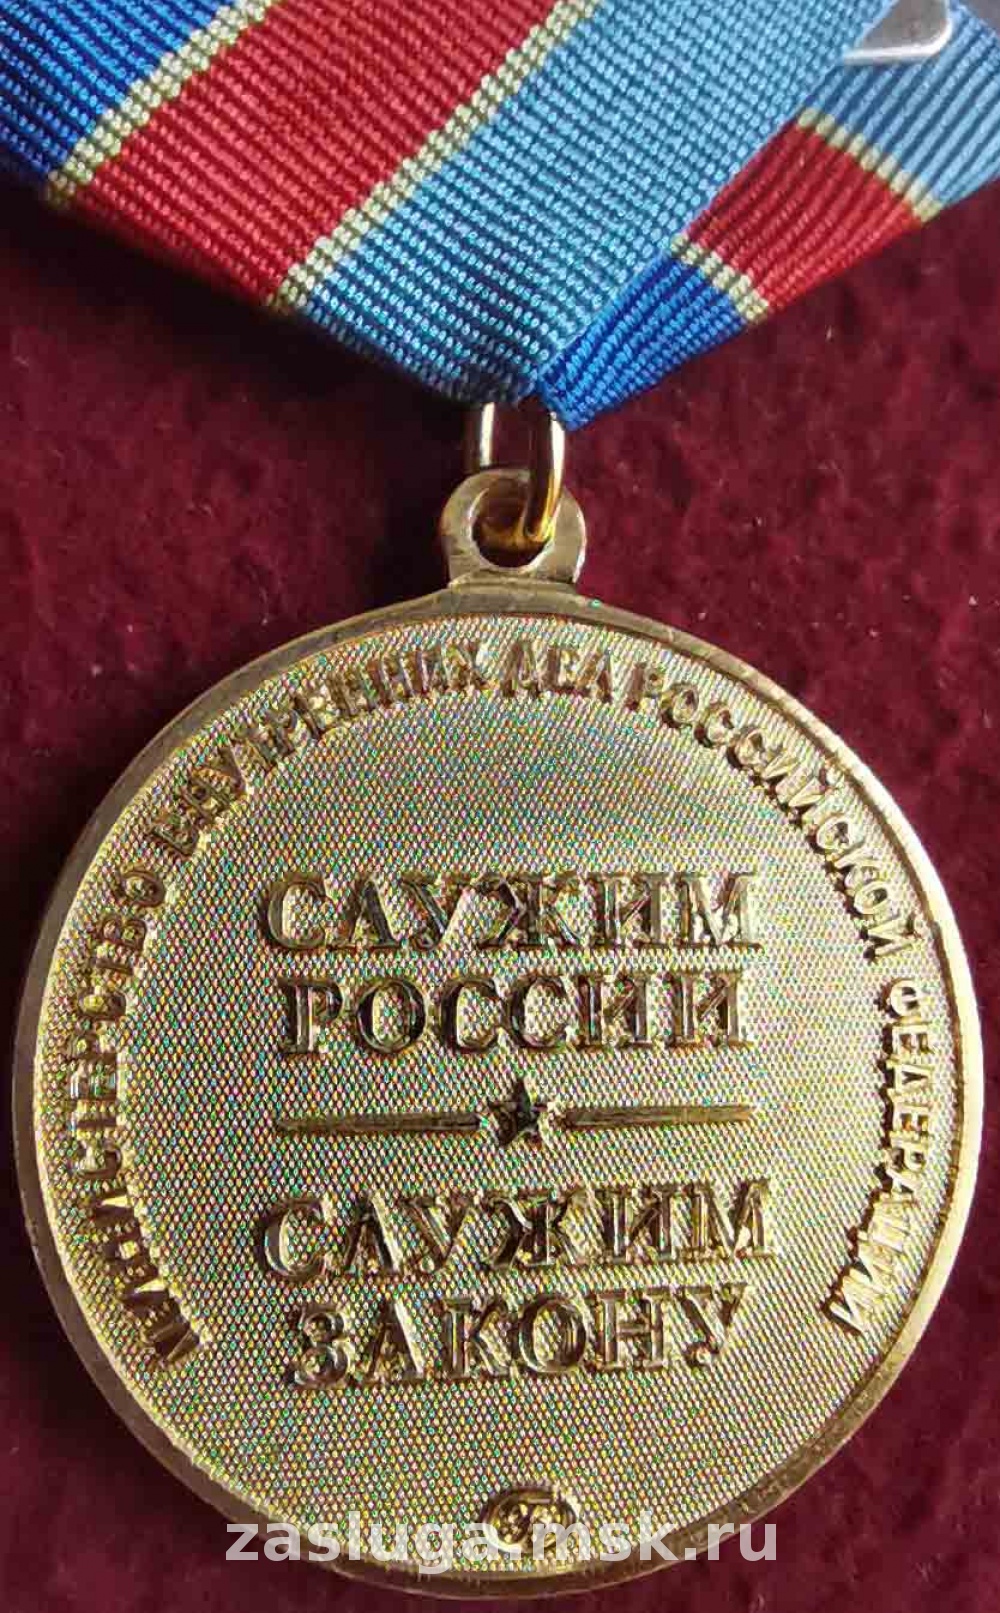 МИНИСТЕРСТВО ВНУТРЕННИХ ДЕЛ РОССИЙСКОЙ ФЕДЕРАЦИИ
СЛУЖИМ
РОССИИ
СЛУЖИМ
ЗАКОНУ
zasluga.msk.ru